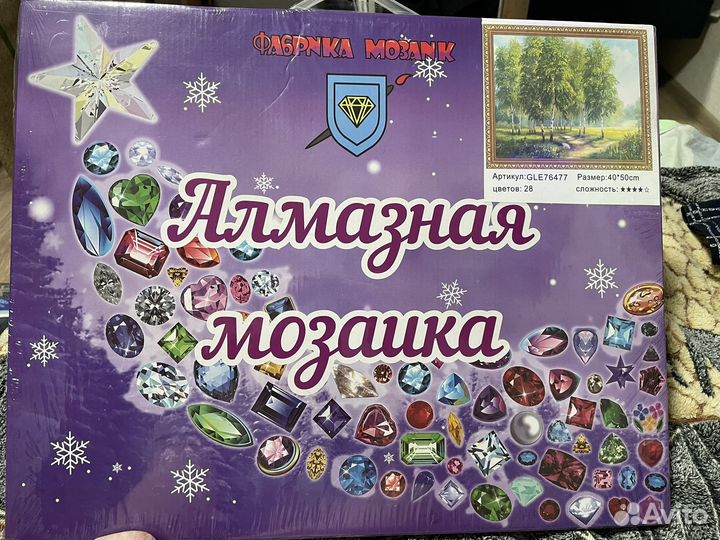 ФАБРИКА МОЗАИК
Артикул:GLE76477 Размер:40*50cm
цветов: 28 сложность: ★★★★☆
Алмазная
мозаика
Avito